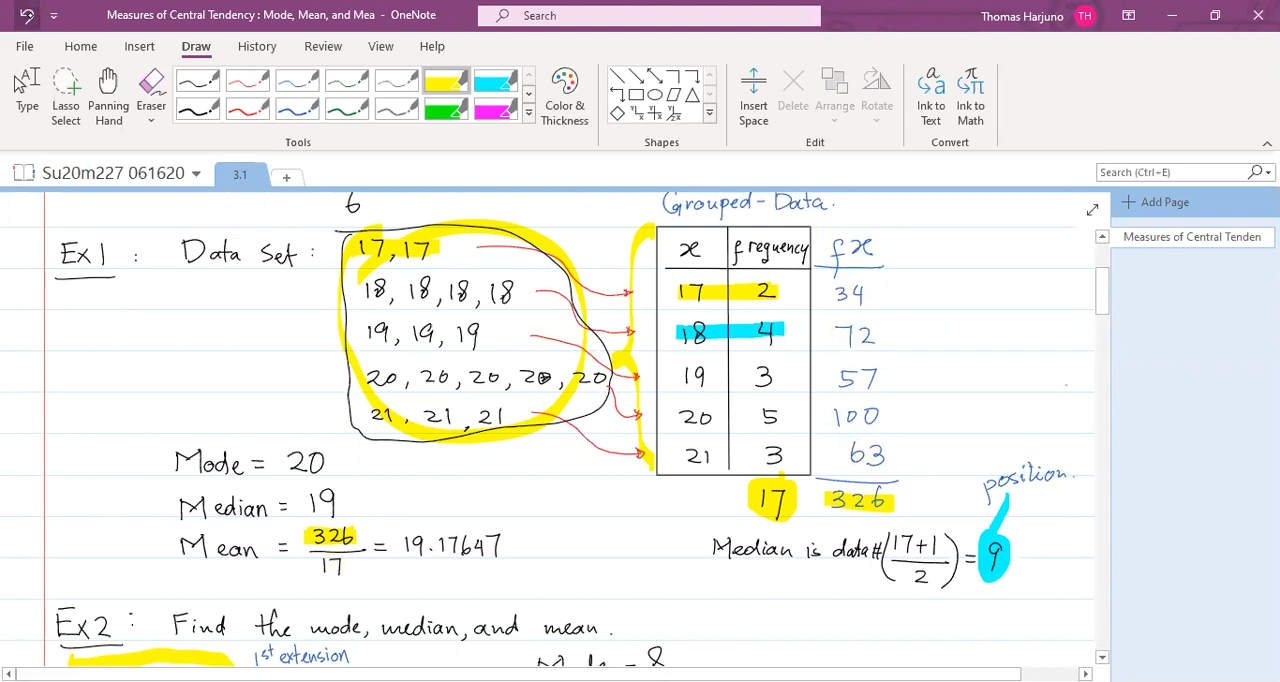 Measures of Central Tendency : Mode, Mean, and Mea - OneNote
Search
Thomas Harjuno TH
File Home Insert Draw History Review View Help
Type
Lasso Select
Panning Hand
Eraser
Color & Thickness
Insert Space
Delete
Arrange
Rotate
Ink to Text
Ink to Math
Tools
Shapes
Edit
Convert
Su20m227 061620
3.1
Search (Ctrl+E)
Add Page
Measures of Central Tenden
6
Grouped-Data.
Ex1 : Data Set :
17, 17
18, 18, 18, 18
19, 19, 19
20, 20, 20, 20, 20
21, 21, 21
x frequency fx
17 2 34
18 4 72
19 3 57
20 5 100
21 3 63
17 326
Mode = 20
Median = 19
Mean = 326/17 = 19.17647
position.
Median is data# (17+1/2) = 9
Ex2 : Find the mode, median, and mean.
1st extension